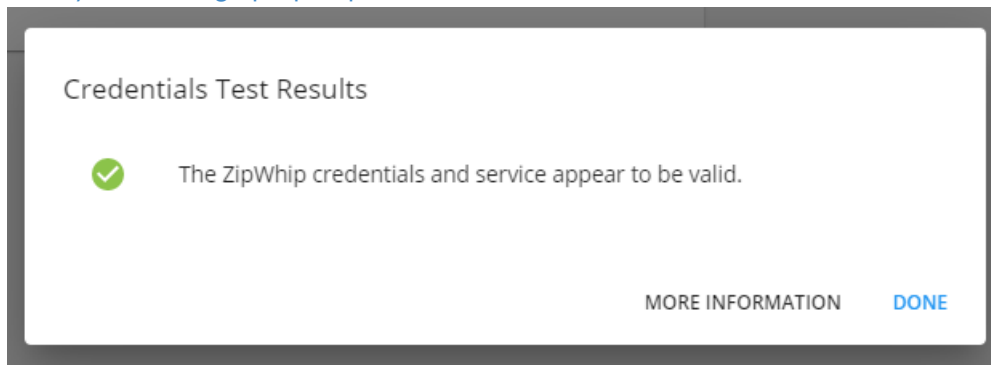 Credentials Test Results
The ZipWhip credentials and service appear to be valid.
MORE INFORMATION DONE